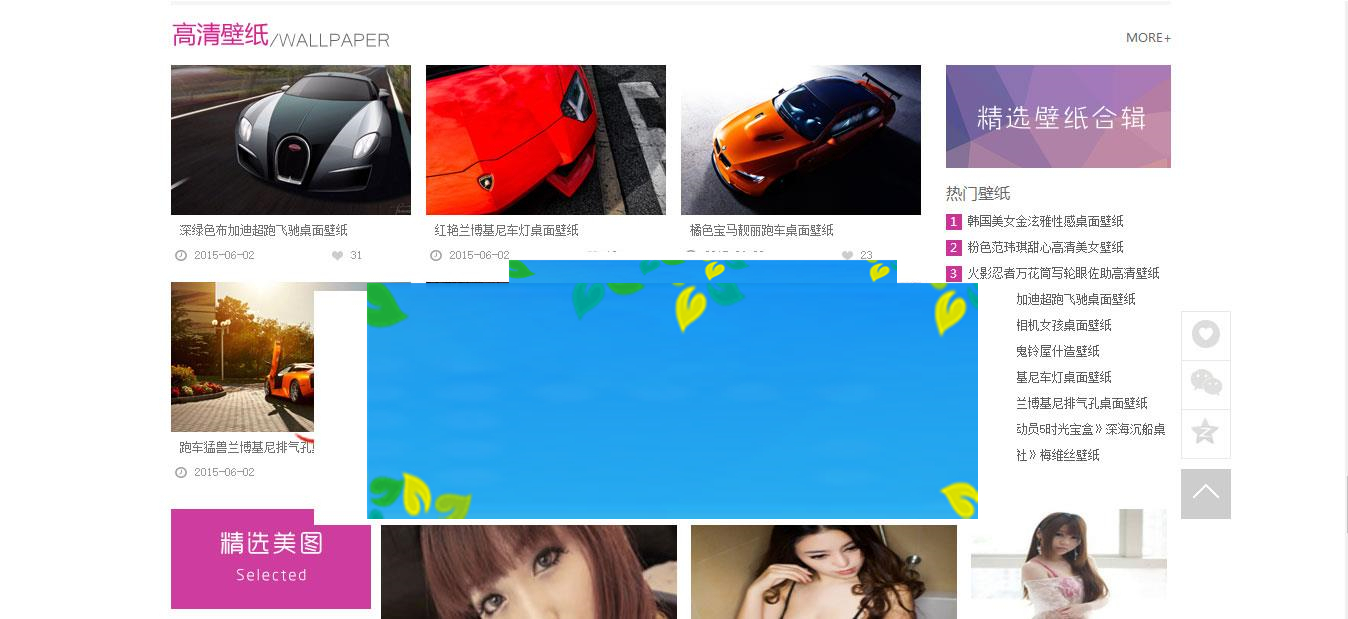 高清壁纸/WALLPAPER
MORE+
精选壁纸合辑
深绿色布加迪超跑飞驰桌面壁纸
2015-06-02 31
红艳兰博基尼车灯桌面壁纸
2015-06-02
橘色宝马靓丽跑车桌面壁纸
23
热门壁纸
1 韩国美女金泫雅性感桌面壁纸
2 粉色范玮琪甜心高清美女壁纸
3 火影忍者万花筒写轮眼佐助高清壁纸
加迪超跑飞驰桌面壁纸
相机女孩桌面壁纸
鬼铃屋什造壁纸
基尼车灯桌面壁纸
兰博基尼排气孔桌面壁纸
动员5时光宝盒》深海沉船桌
社》梅维丝壁纸
跑车猛兽兰博基尼排气孔
2015-06-02
精选美图
Selected